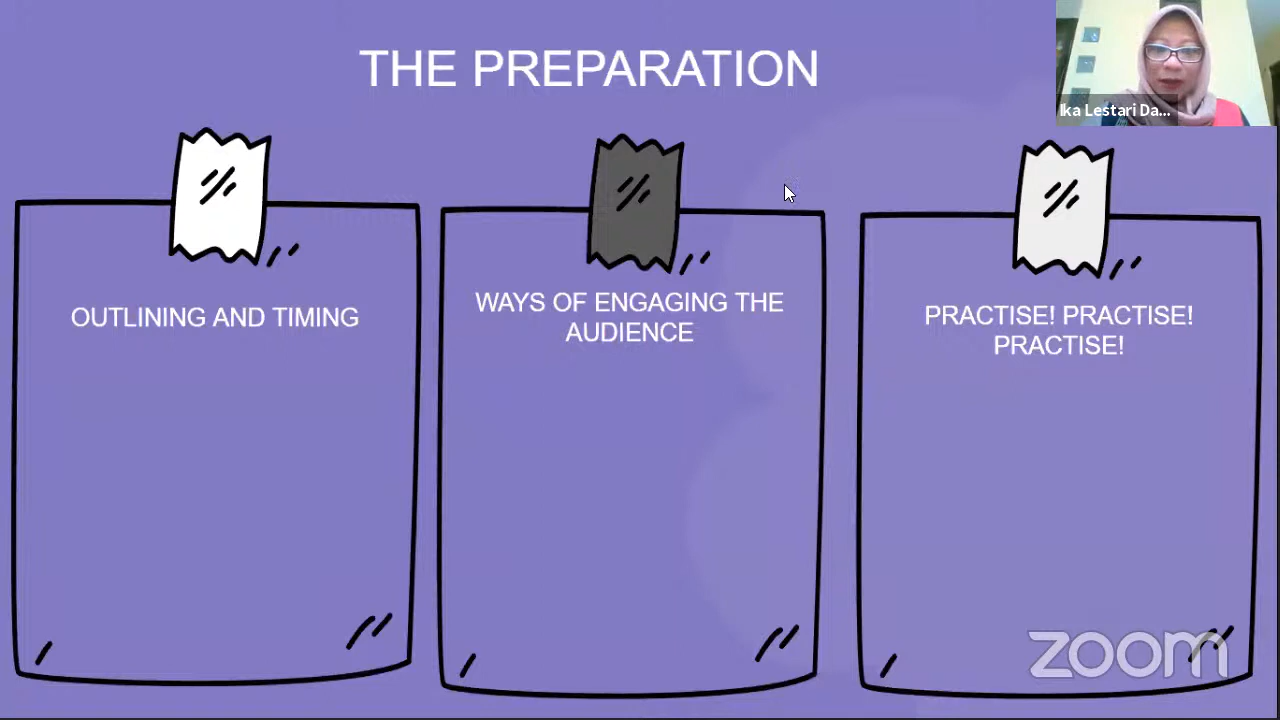 THE PREPARATION
Ika Lestari Da...
OUTLINING AND TIMING
WAYS OF ENGAGING THE
AUDIENCE
PRACTISE! PRACTISE!
PRACTISE!
zoom